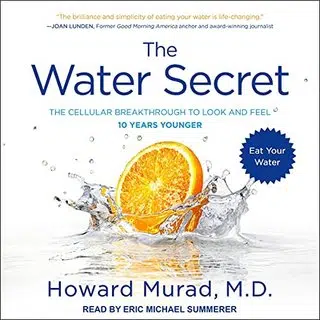 "The brilliance and simplicity of eating your water is life-changing."
—JOAN LUNDEN, Former Good Morning America anchor and award-winning journalist
The
Water Secret
THE CELLULAR BREAKTHROUGH TO LOOK AND FEEL
10 YEARS YOUNGER
Eat Your
Water
Howard Murad, M.D.
READ BY ERIC MICHAEL SUMMERER